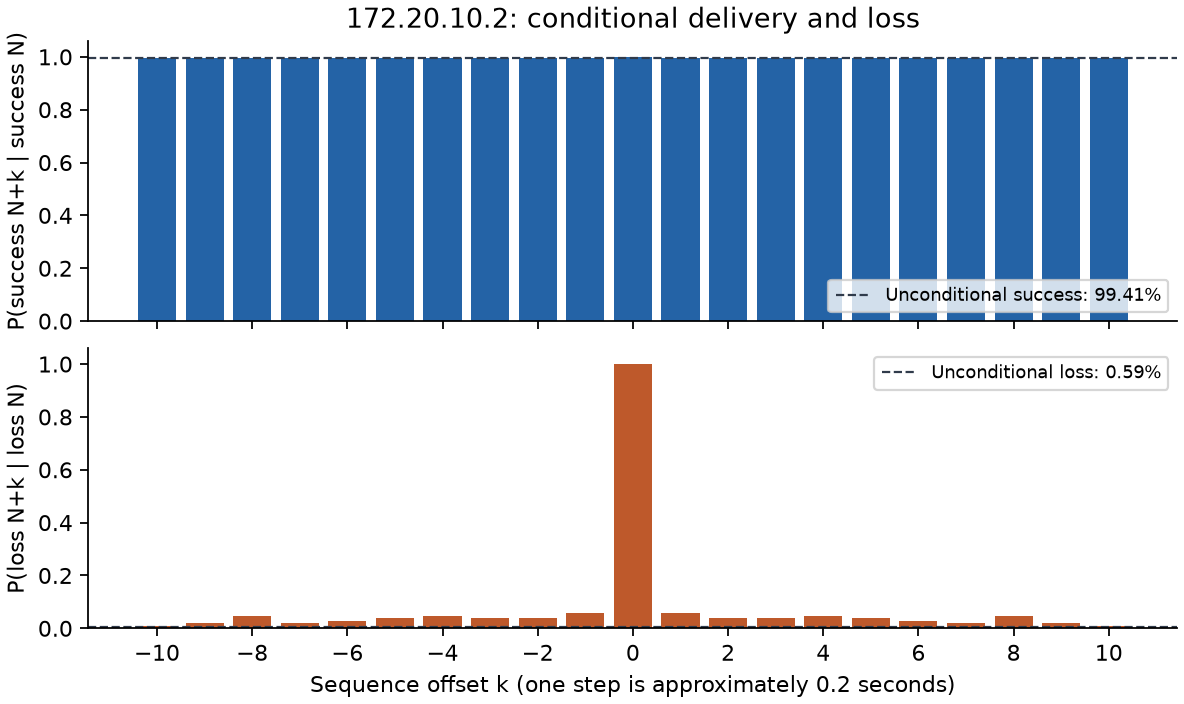 172.20.10.2: conditional delivery and loss
P(success N+k | success N)
1.0
0.8
0.6
0.4
0.2
0.0
Unconditional success: 99.41%
P(loss N+k | loss N)
1.0
0.8
0.6
0.4
0.2
0.0
Unconditional loss: 0.59%
−10 −8 −6 −4 −2 0 2 4 6 8 10
Sequence offset k (one step is approximately 0.2 seconds)